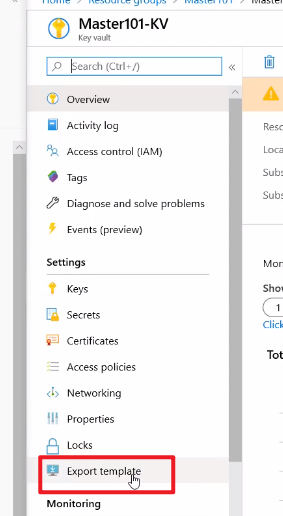 Home > Resource groups > Master101 > Master
Master101-KV
Key vault
Search (Ctrl+/)
«
Overview
Activity log
Access control (IAM)
Tags
Diagnose and solve problems
Events (preview)
Settings
Keys
Secrets
Certificates
Access policies
Networking
Properties
Locks
Export template
Monitoring
Reso
Loca
Subs
Subs
Mon
Show
1
Click
Tot